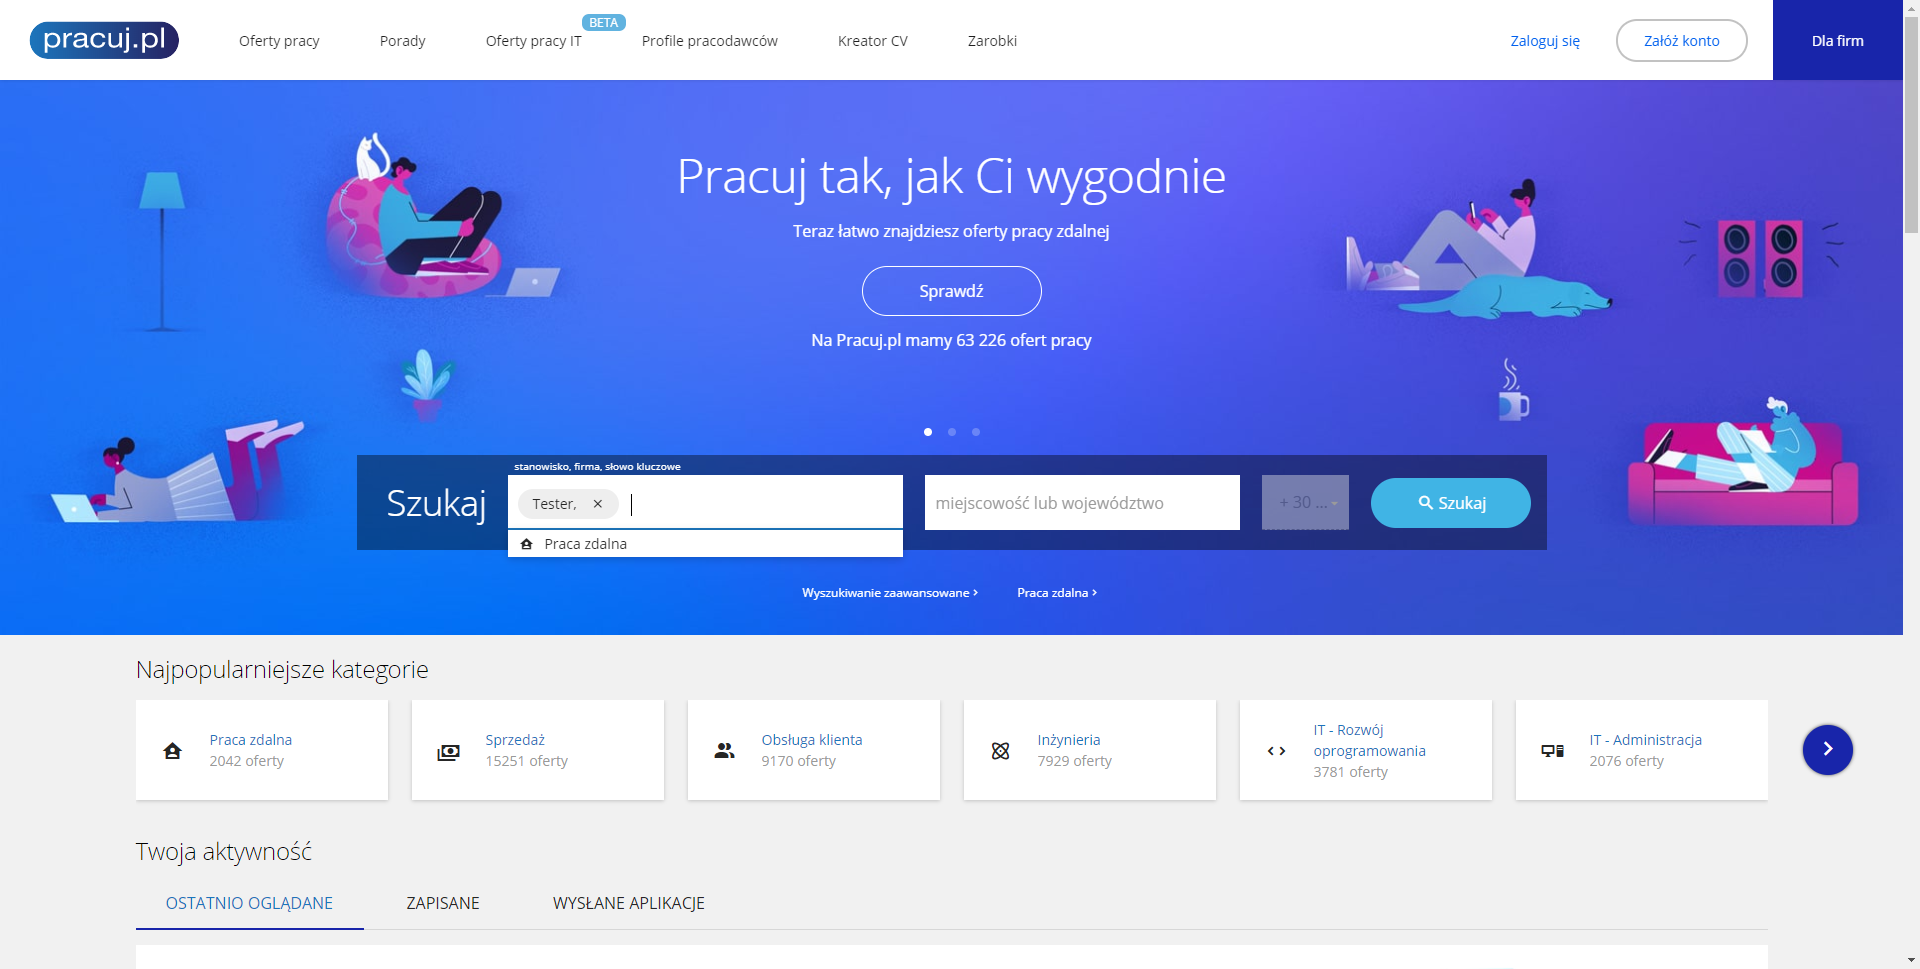 pracuj.pl
Oferty pracy
Porady
Oferty pracy IT
BETA
Profile pracodawców
Kreator CV
Zarobki
Zaloguj się
Załóż konto
Dla firm
Pracuj tak, jak Ci wygodnie
Teraz łatwo znajdziesz oferty pracy zdalnej
Sprawdź
Na Pracuj.pl mamy 63 226 ofert pracy
stanowisko, firma, słowo kluczowe
Szukaj
Tester, ×
miejscowość lub województwo
+ 30 ...
Szukaj
Praca zdalna
Wyszukiwanie zaawansowane ›
Praca zdalna ›
Najpopularniejsze kategorie
Praca zdalna
2042 oferty
Sprzedaż
15251 oferty
Obsługa klienta
9170 oferty
Inżynieria
7929 oferty
IT - Rozwój
oprogramowania
3781 oferty
IT - Administracja
2076 oferty
Twoja aktywność
OSTATNIO OGLĄDANE
ZAPISANE
WYSŁANE APLIKACJE